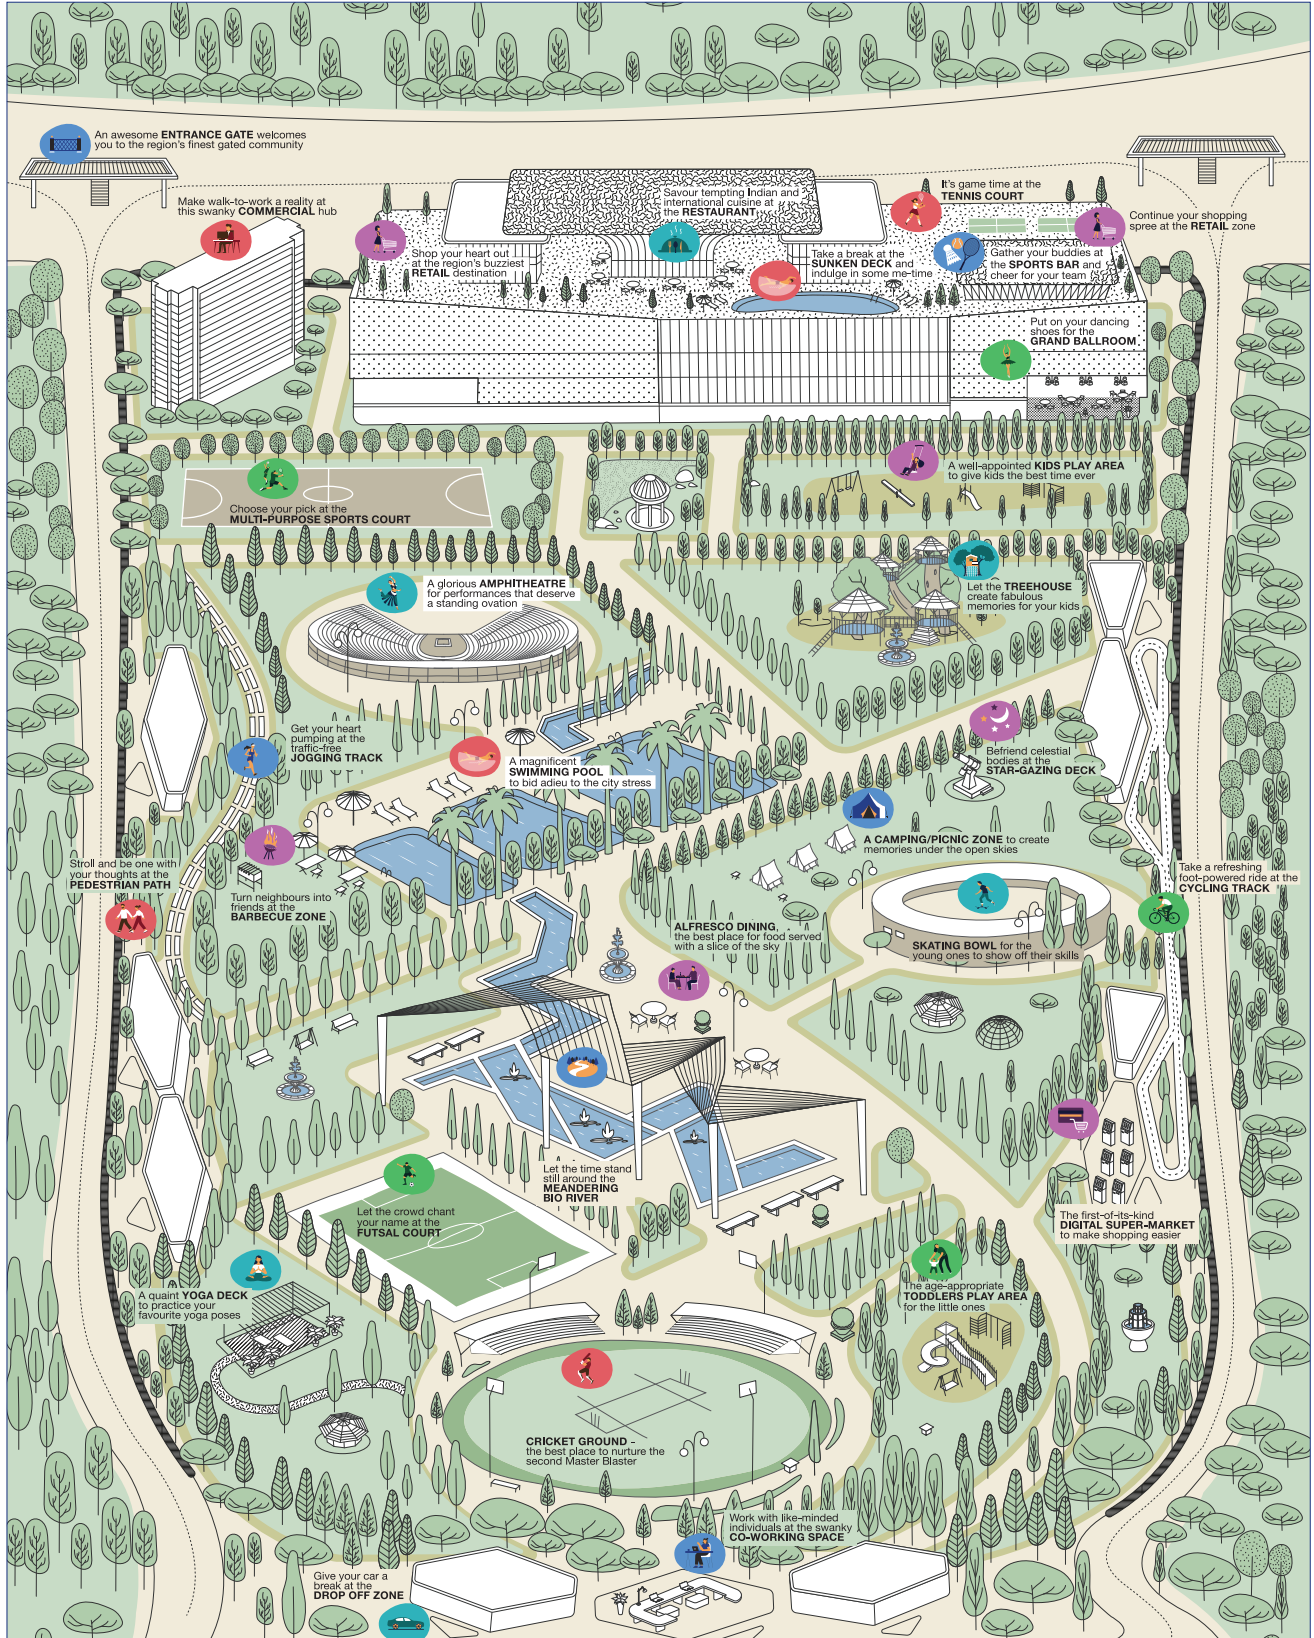 An awesome ENTRANCE GATE welcomes
you to the region's finest gated community
Make walk-to-work a reality at
this swanky COMMERCIAL hub
Shop your heart out
at the region's buzziest
RETAIL destination
Savour tempting Indian and
international cuisine at
the RESTAURANT
Take a break at the
SUNKEN DECK and
indulge in some me-time
It's game time at the
TENNIS COURT
Gather your buddies at
the SPORTS BAR and
cheer for your team
Continue your shopping
spree at the RETAIL zone
Put on your dancing
shoes for the
GRAND BALLROOM
Choose your pick at the
MULTI-PURPOSE SPORTS COURT
A well-appointed KIDS PLAY AREA
to give kids the best time ever
A glorious AMPHITHEATRE
for performances that deserve
a standing ovation
Let the TREEHOUSE
create fabulous
memories for your kids
Get your heart
pumping at the
traffic-free
JOGGING TRACK
A magnificent
SWIMMING POOL
to bid adieu to the city stress
Befriend celestial
bodies at the
STAR-GAZING DECK
A CAMPING/PICNIC ZONE to create
memories under the open skies
Stroll and be one with
your thoughts at the
PEDESTRIAN PATH
Turn neighbours into
friends at the
BARBECUE ZONE
Take a refreshing
foot-powered ride at the
CYCLING TRACK
ALFRESCO DINING,
the best place for food served
with a slice of the sky
SKATING BOWL for the
young ones to show off their skills
Let the time stand
still around the
MEANDERING
BIO RIVER
Let the crowd chant
your name at the
FUTSAL COURT
The first-of-its-kind
DIGITAL SUPER-MARKET
to make shopping easier
A quaint YOGA DECK
to practice your
favourite yoga poses
The age-appropriate
TODDLERS PLAY AREA
for the little ones
CRICKET GROUND -
the best place to nurture the
second Master Blaster
Work with like-minded
individuals at the swanky
CO-WORKING SPACE
Give your car a
break at the
DROP OFF ZONE